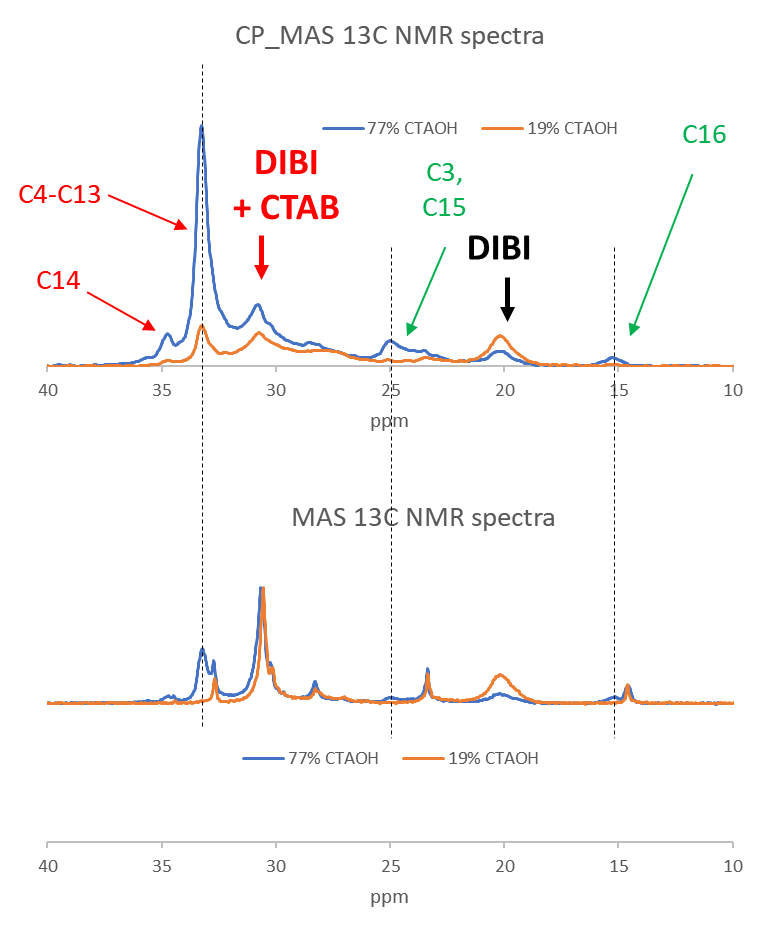 CP_MAS 13C NMR spectra
77% CTAOH
19% CTAOH
C16
DIBI
+ CTAB
C3,
C15
C4-C13
DIBI
C14
40
35
30
25
20
15
10
ppm
MAS 13C NMR spectra
77% CTAOH
19% CTAOH
40
35
30
25
20
15
10
ppm